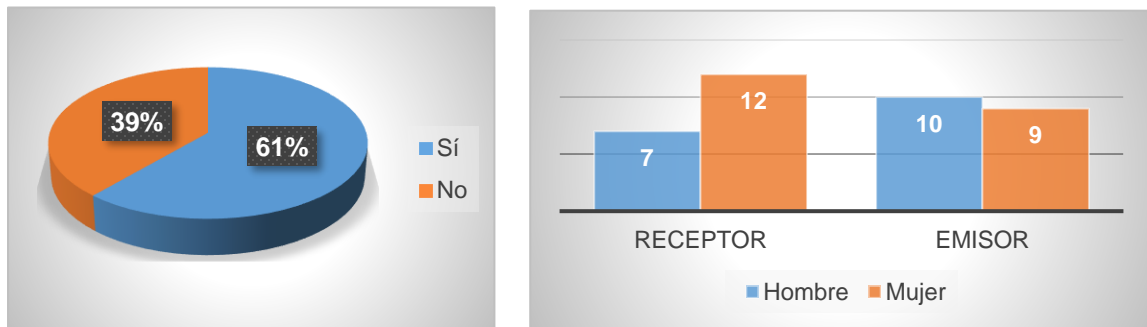 39%
61%
Sí
No
12
10
9
7
RECEPTOR EMISOR
Hombre Mujer